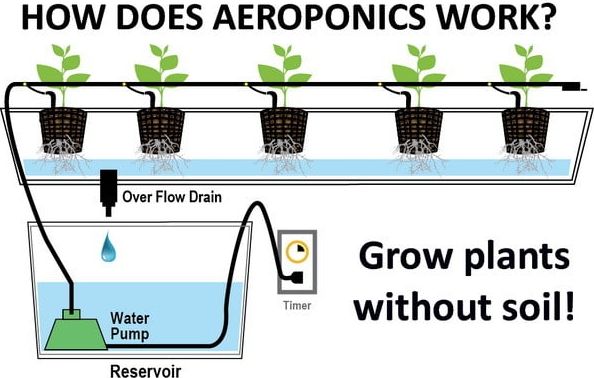 HOW DOES AEROPONICS WORK?
Over Flow Drain
Timer
Grow plants
without soil!
Water
Pump
Reservoir